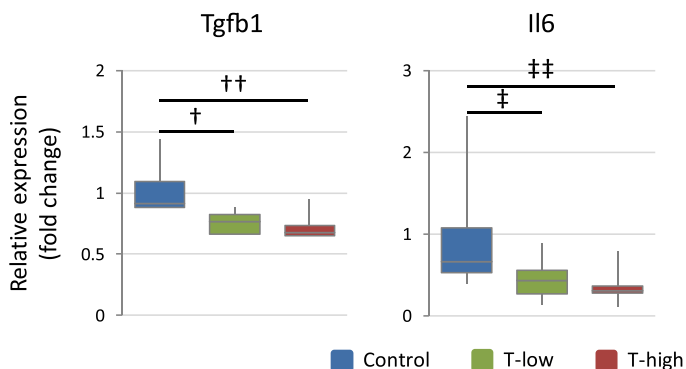 Tgfb1
Il6
Relative expression
(fold change)
2
1.5
1
0.5
0
††
†
3
2
1
0
‡‡
‡
Control
T-low
T-high